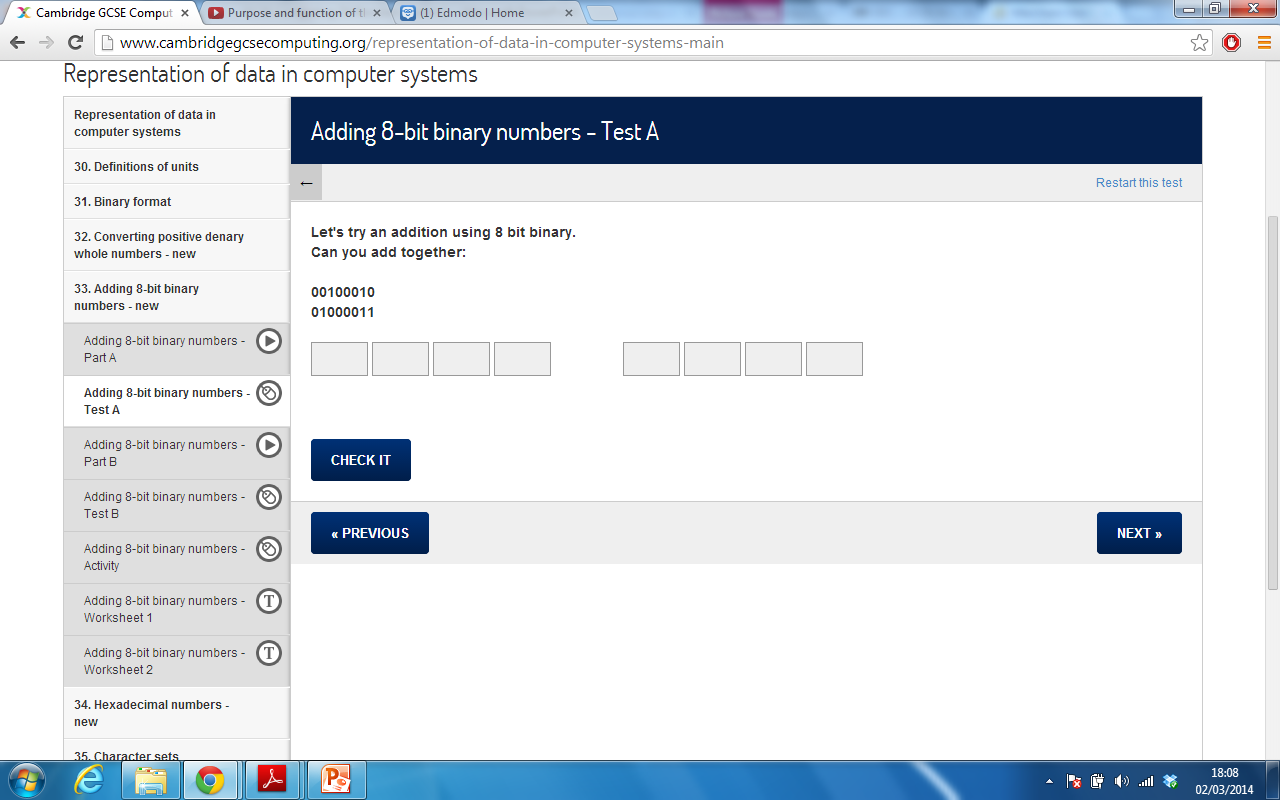 Cambridge GCSE Comput
Purpose and function of t
(1) Edmodo | Home
www.cambridgegcsecomputing.org/representation-of-data-in-computer-systems-main
Representation of data in computer systems
Representation of data in
computer systems
30. Definitions of units
31. Binary format
32. Converting positive denary
whole numbers - new
33. Adding 8-bit binary
numbers - new
Adding 8-bit binary numbers -
Part A
Adding 8-bit binary numbers -
Test A
Adding 8-bit binary numbers -
Part B
Adding 8-bit binary numbers -
Test B
Adding 8-bit binary numbers -
Activity
Adding 8-bit binary numbers -
Worksheet 1
T
Adding 8-bit binary numbers -
Worksheet 2
T
34. Hexadecimal numbers -
new
35. Character sets
Adding 8-bit binary numbers – Test A
←
Restart this test
Let's try an addition using 8 bit binary.
Can you add together:
00100010
01000011
CHECK IT
« PREVIOUS
NEXT »
18:08
02/03/2014